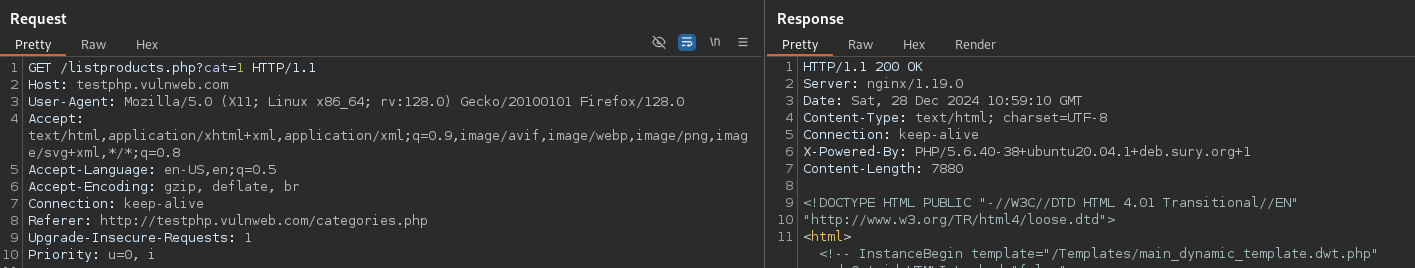 Request
Pretty Raw Hex
\n
1 GET /listproducts.php?cat=1 HTTP/1.1
2 Host: testphp.vulnweb.com
3 User-Agent: Mozilla/5.0 (X11; Linux x86_64; rv:128.0) Gecko/20100101 Firefox/128.0
4 Accept:
text/html,application/xhtml+xml,application/xml;q=0.9,image/avif,image/webp,image/png,imag
e/svg+xml,*/*;q=0.8
5 Accept-Language: en-US,en;q=0.5
6 Accept-Encoding: gzip, deflate, br
7 Connection: keep-alive
8 Referer: http://testphp.vulnweb.com/categories.php
9 Upgrade-Insecure-Requests: 1
10 Priority: u=0, i
Response
Pretty Raw Hex Render
1 HTTP/1.1 200 OK
2 Server: nginx/1.19.0
3 Date: Sat, 28 Dec 2024 10:59:10 GMT
4 Content-Type: text/html; charset=UTF-8
5 Connection: keep-alive
6 X-Powered-By: PHP/5.6.40-38+ubuntu20.04.1+deb.sury.org+1
7 Content-Length: 7880
8
9 <!DOCTYPE HTML PUBLIC "-//W3C//DTD HTML 4.01 Transitional//EN"
10 "http://www.w3.org/TR/html4/loose.dtd">
11 <html>
<!-- InstanceBegin template="/Templates/main_dynamic_template.dwt.php"